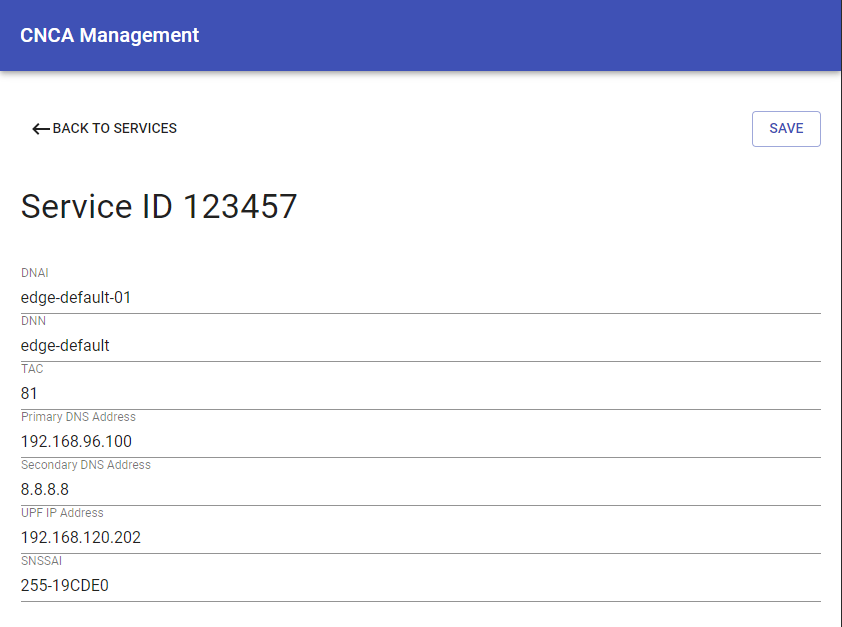 CNCA Management
BACK TO SERVICES
SAVE
Service ID 123457
DNAI
edge-default-01
DNN
edge-default
TAC
81
Primary DNS Address
192.168.96.100
Secondary DNS Address
8.8.8.8
UPF IP Address
192.168.120.202
SNSSAI
255-19CDE0